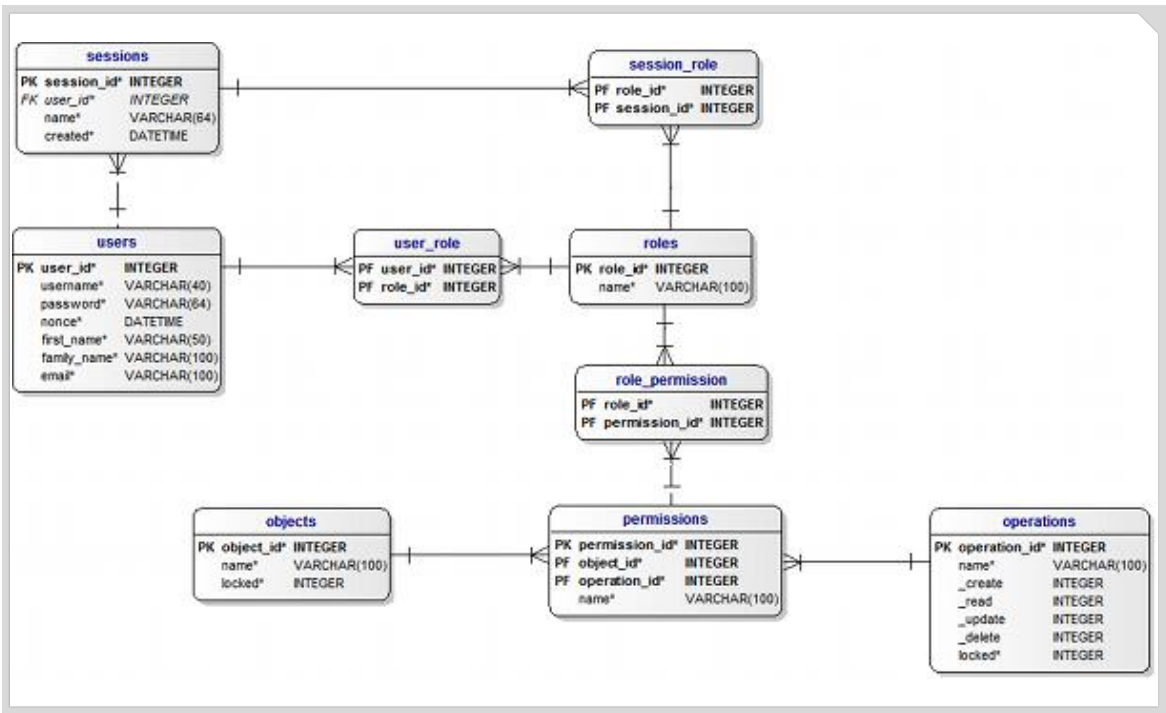 sessions
PK session_id* INTEGER
FK user_id* INTEGER
name* VARCHAR(64)
created* DATETIME
session_role
PF role_id* INTEGER
PF session_id* INTEGER
users
PK user_id* INTEGER
username* VARCHAR(40)
password* VARCHAR(64)
nonce* DATETIME
first_name* VARCHAR(50)
family_name* VARCHAR(100)
email* VARCHAR(100)
user_role
PF user_id* INTEGER
PF role_id* INTEGER
roles
PK role_id* INTEGER
name* VARCHAR(100)
role_permission
PF role_id* INTEGER
PF permission_id* INTEGER
objects
PK object_id* INTEGER
name* VARCHAR(100)
locked* INTEGER
permissions
PK permission_id* INTEGER
PF object_id* INTEGER
PF operation_id* INTEGER
name* VARCHAR(100)
operations
PK operation_id* INTEGER
name* VARCHAR(100)
_create INTEGER
_read INTEGER
_update INTEGER
_delete INTEGER
locked* INTEGER